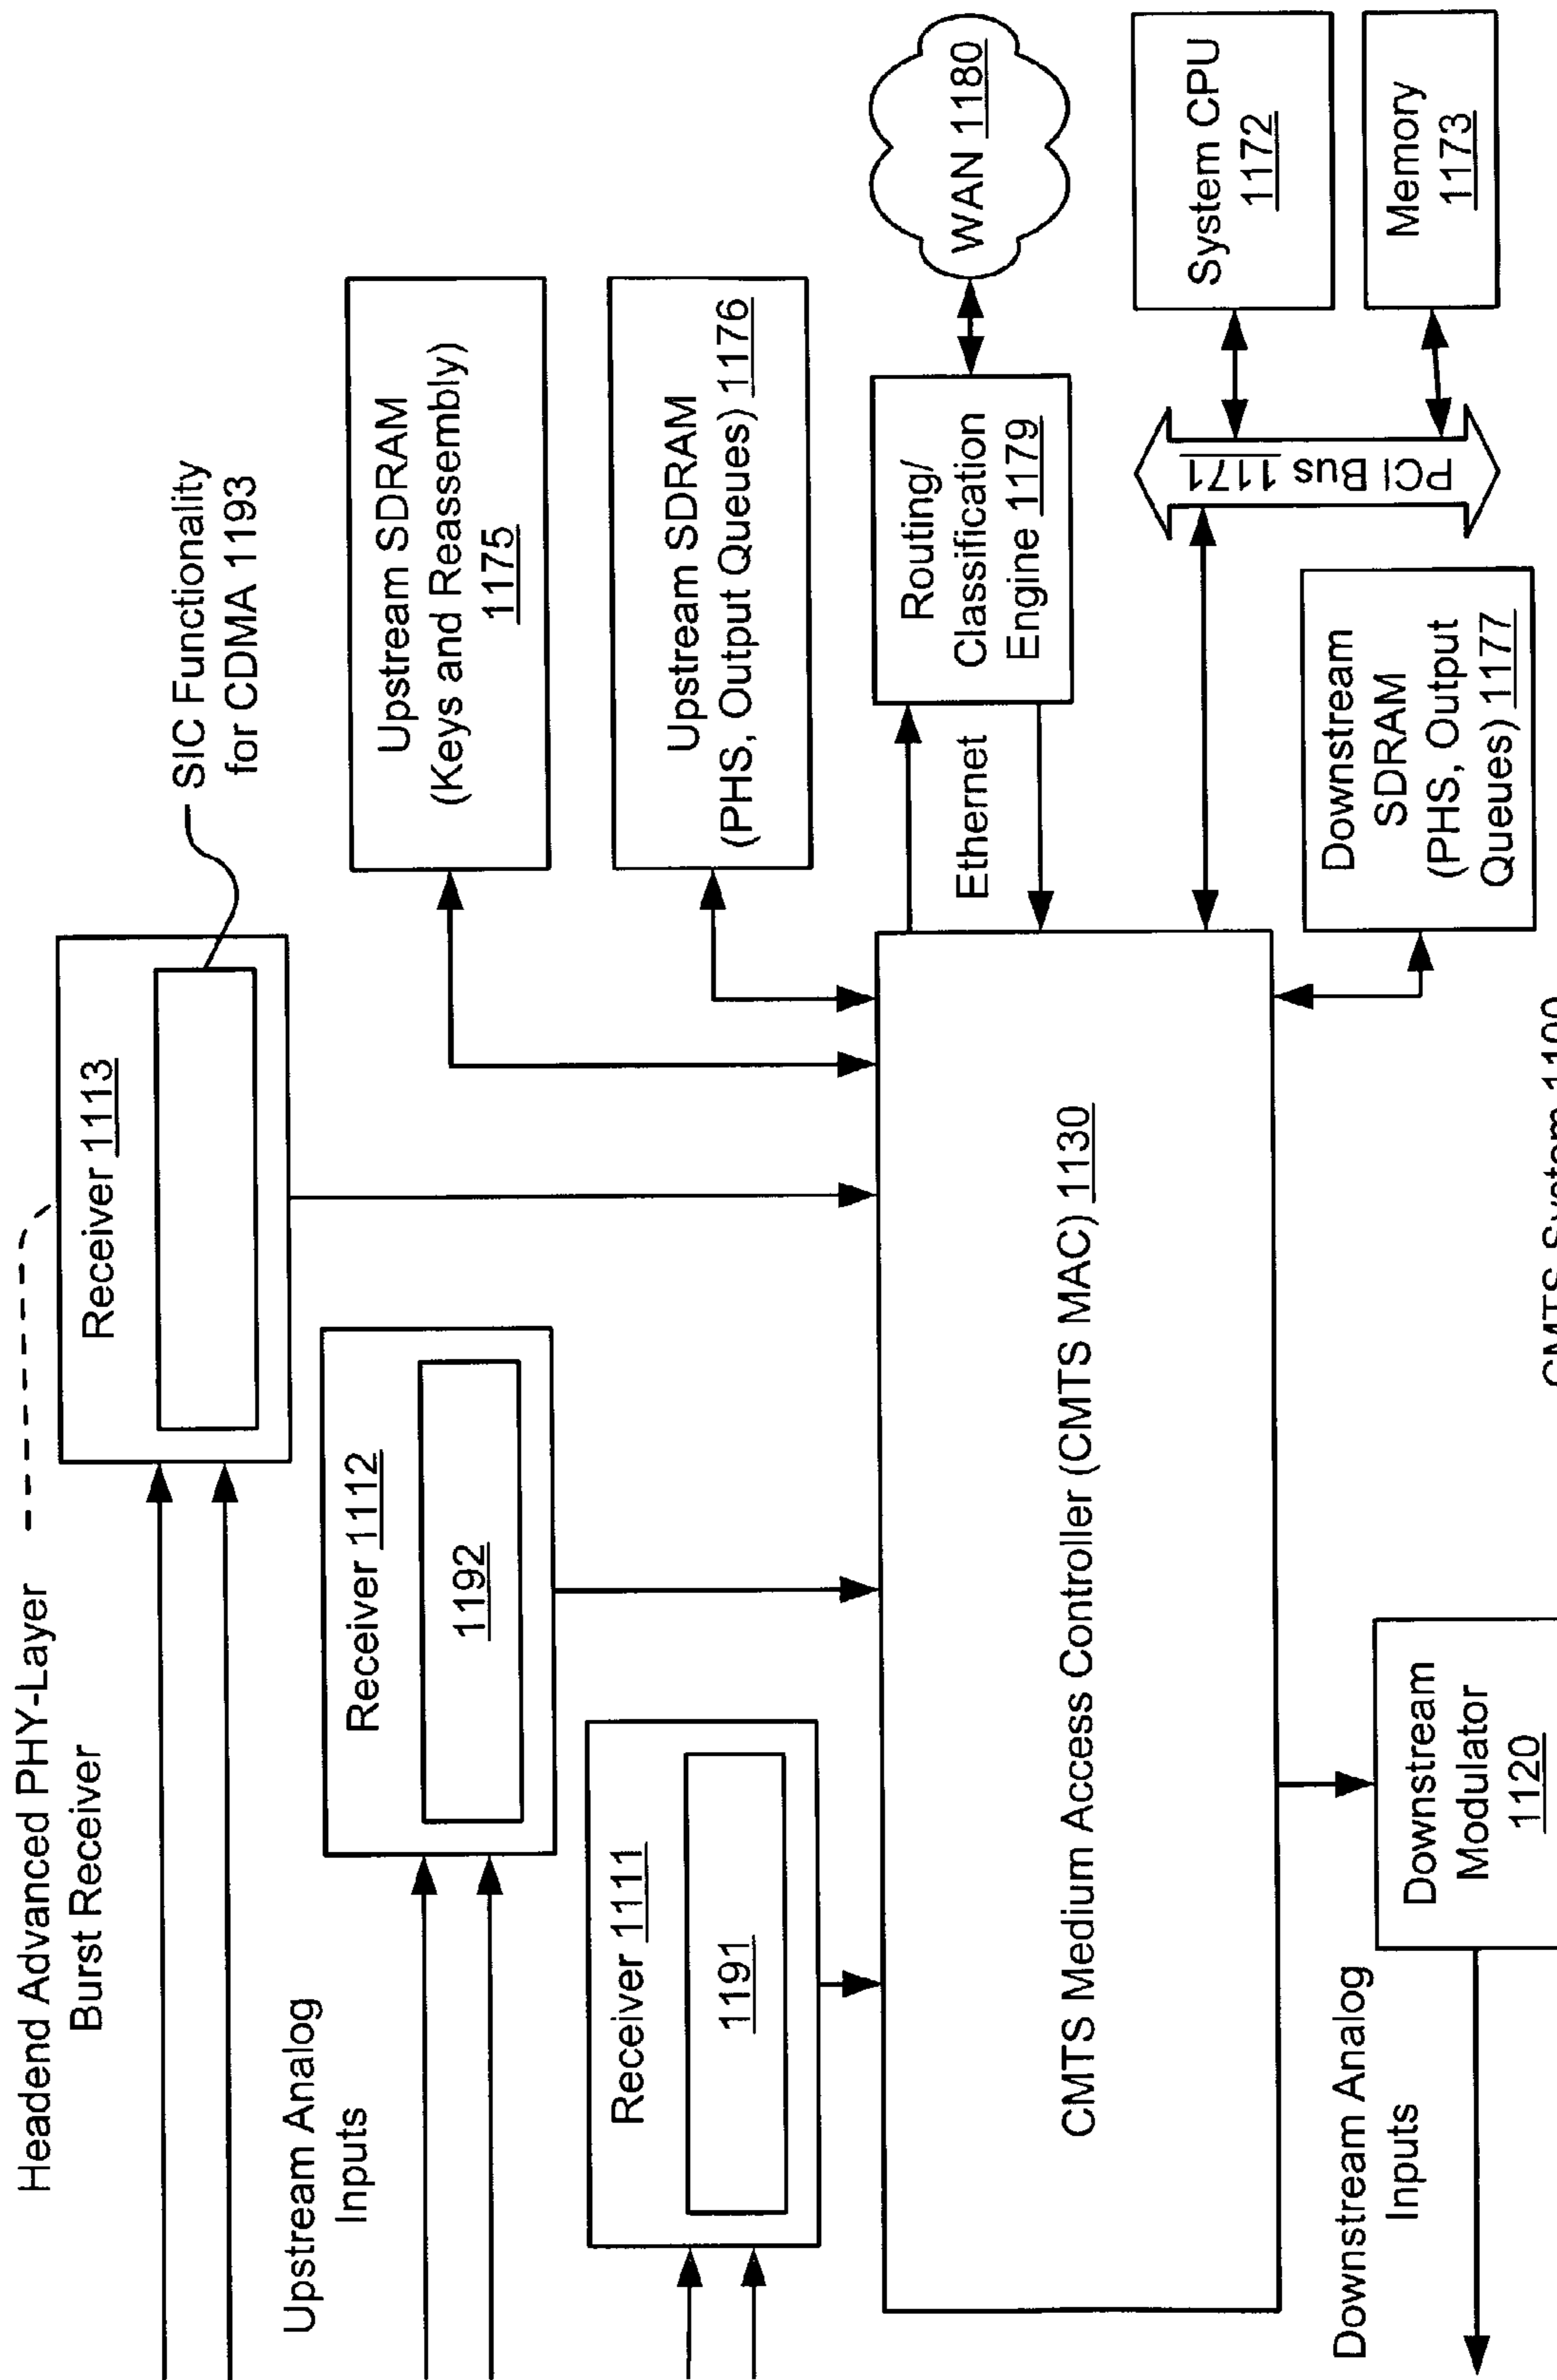 Headend Advanced PHY-Layer
Burst Receiver
Receiver 1113
SIC Functionality
for CDMA 1193
Upstream Analog
Inputs
Receiver 1112
1192
Receiver 1111
1191
Upstream SDRAM
(Keys and Reassembly)
1175
Upstream SDRAM
(PHS, Output Queues) 1176
CMTS Medium Access Controller (CMTS MAC) 1130
Ethernet
Routing/
Classification
Engine 1179
WAN 1180
PCI Bus 1171
System CPU
1172
Memory
1173
Downstream
SDRAM
(PHS, Output
Queues) 1177
Downstream Analog
Inputs
Downstream
Modulator
1120
CMTS System 1100